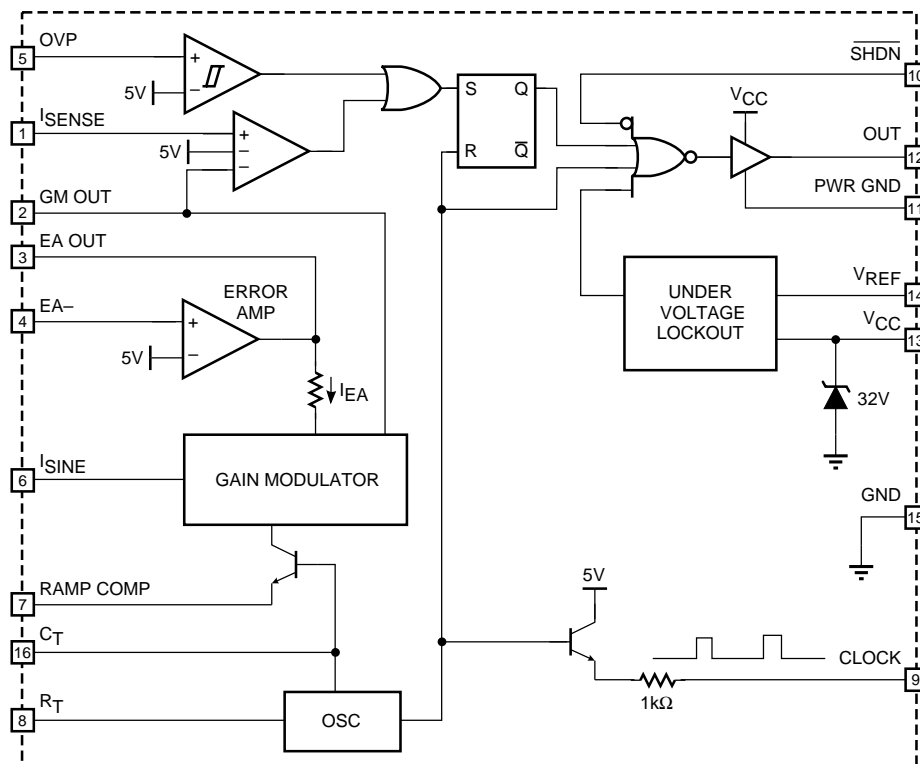 5 OVP
5V
+
−
1 ISENSE
5V
+
−
−
2 GM OUT
3 EA OUT
4 EA–
5V
+
−
ERROR
AMP
IEA
6 ISINE
GAIN MODULATOR
7 RAMP COMP
16 CT
8 RT
OSC
S Q
R Q̅
VCC
S̅H̅D̅N̅ 10
OUT 12
PWR GND 11
UNDER
VOLTAGE
LOCKOUT
VREF 14
VCC 13
32V
GND 15
5V
1kΩ
CLOCK 9